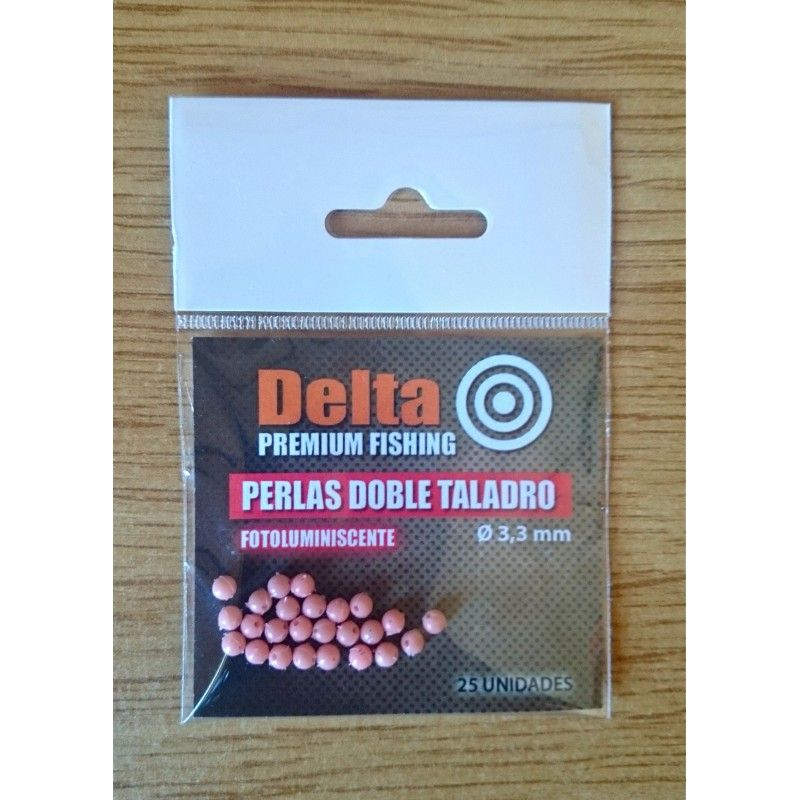 Delta
PREMIUM FISHING
PERLAS DOBLE TALADRO
FOTOLUMINISCENTE
Ø 3,3 mm
25 UNIDADES